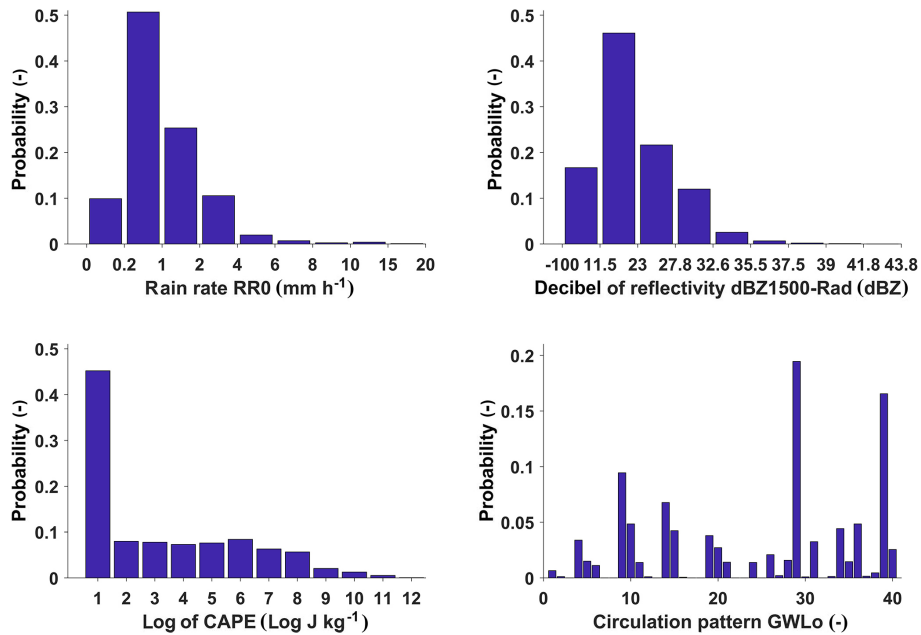 0.5
0.4
0.3
0.2
0.1
0
Probability (-)
0 0.2 1 2 4 6 8 10 15 20
Rain rate RR0 (mm h-1)
0.5
0.4
0.3
0.2
0.1
0
Probability (-)
-100 11.5 23 27.8 32.6 35.5 37.5 39 41.8 43.8
Decibel of reflectivity dBZ1500-Rad (dBZ)
0.5
0.4
0.3
0.2
0.1
0
Probability (-)
1 2 3 4 5 6 7 8 9 10 11 12
Log of CAPE (Log J kg-1)
0.2
0.15
0.1
0.05
0
Probability (-)
0 10 20 30 40
Circulation pattern GWLo (-)